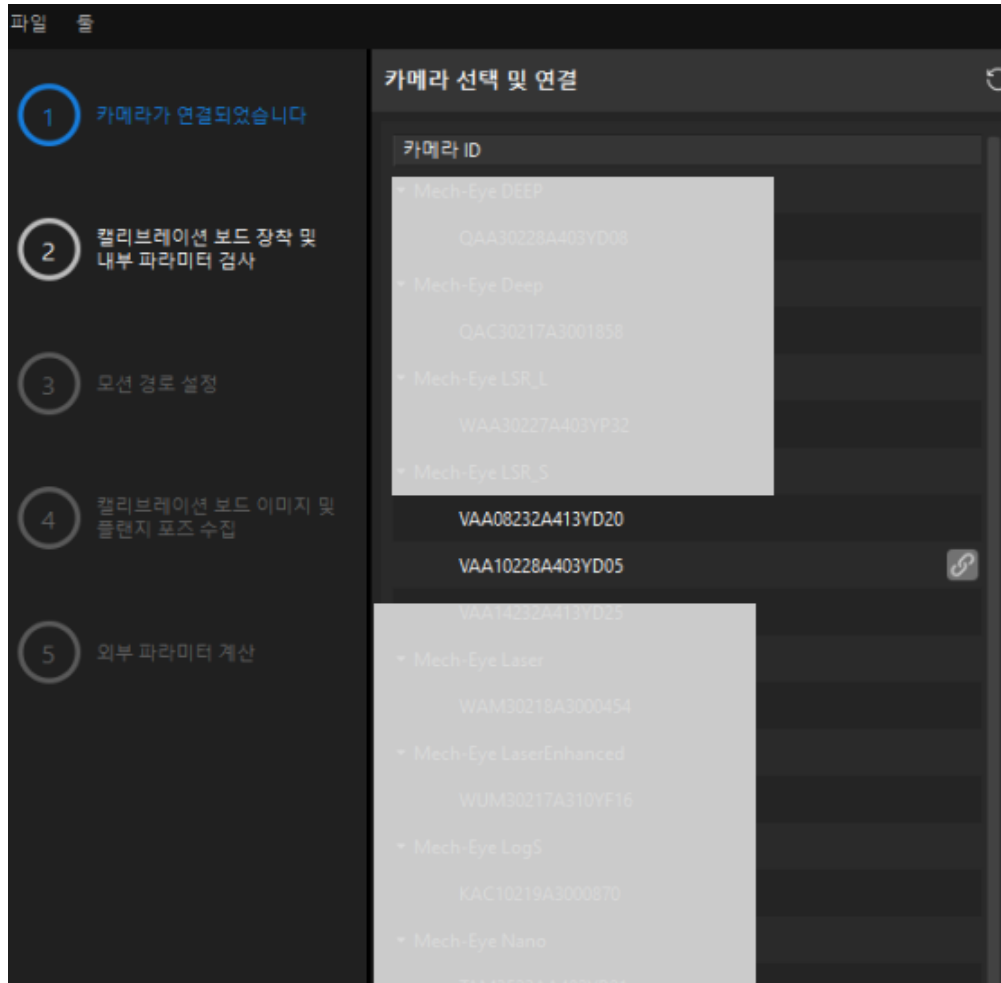 파일 툴
카메라 선택 및 연결
1 카메라가 연결되었습니다
2 캘리브레이션 보드 장착 및
내부 파라미터 검사
3 모션 경로 설정
4 캘리브레이션 보드 이미지 및
플랜지 포즈 수집
5 외부 파라미터 계산
카메라 ID
Mech-Eye DEEP
QAA30228A403YD08
Mech-Eye Deep
QAC30217A3001858
Mech-Eye LSR_L
WAA30227A403YP32
Mech-Eye LSR_S
VAA08232A413YD20
VAA10228A403YD05
VAA14232A413YD25
Mech-Eye Laser
WAM30218A3000454
Mech-Eye LaserEnhanced
WUM30217A310YF16
Mech-Eye LogS
KAC10219A3000870
Mech-Eye Nano